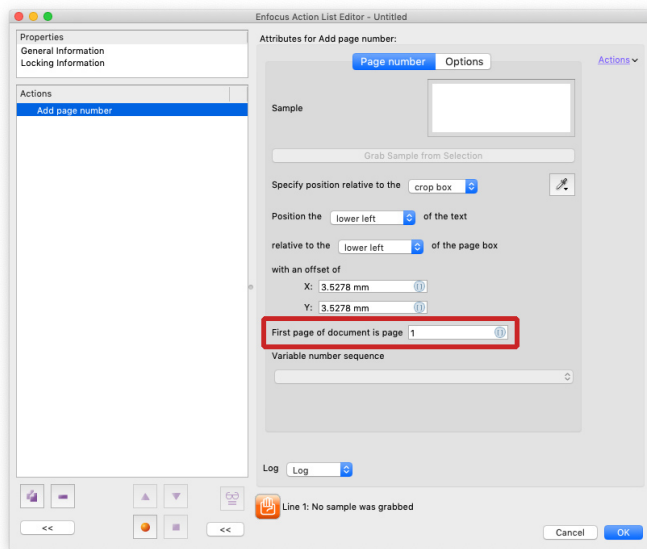 Enfocus Action List Editor - Untitled
Properties
General Information
Locking Information
Actions
Add page number
<<
<<
Attributes for Add page number:
Page number Options
Actions
Sample
Grab Sample from Selection
Specify position relative to the crop box
Position the lower left of the text
relative to the lower left of the page box
with an offset of
X: 3.5278 mm
Y: 3.5278 mm
First page of document is page 1
Variable number sequence
Log Log
Line 1: No sample was grabbed
Cancel OK